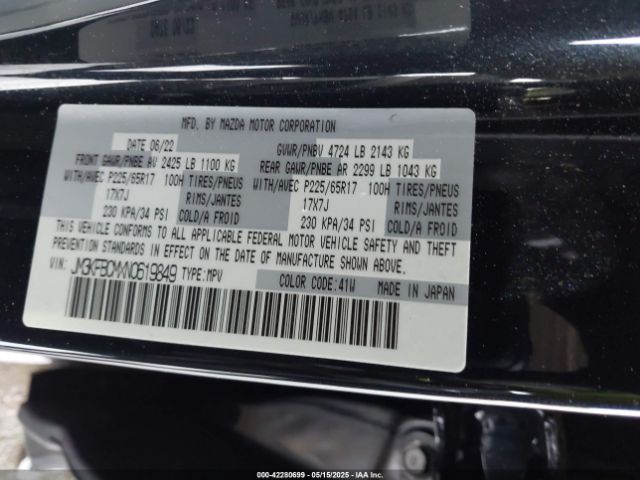 MFD. BY MAZDA MOTOR CORPORATION
DATE 06/22 GVWR/PNBV 4724 LB 2143 KG
FRONT GAWR/PNBE AV 2425 LB 1100 KG REAR GAWR/PNBE AR 2299 LB 1043 KG
WITH/AVEC P225/65R17 100H TIRES/PNEUS WITH/AVEC P225/65R17 100H TIRES/PNEUS
17X7J RIMS/JANTES 17X7J RIMS/JANTES
230 KPA/34 PSI COLD/A FROID 230 KPA/34 PSI COLD/A FROID
THIS VEHICLE CONFORMS TO ALL APPLICABLE FEDERAL MOTOR VEHICLE SAFETY AND THEFT
PREVENTION STANDARDS IN EFFECT ON THE DATE OF MANUFACTURE SHOWN ABOVE.
VIN: JM3KFBCMXN0619849 TYPE:MPV
COLOR CODE:41W MADE IN JAPAN
000-42280699 - 05/15/2025 - IAA Inc.